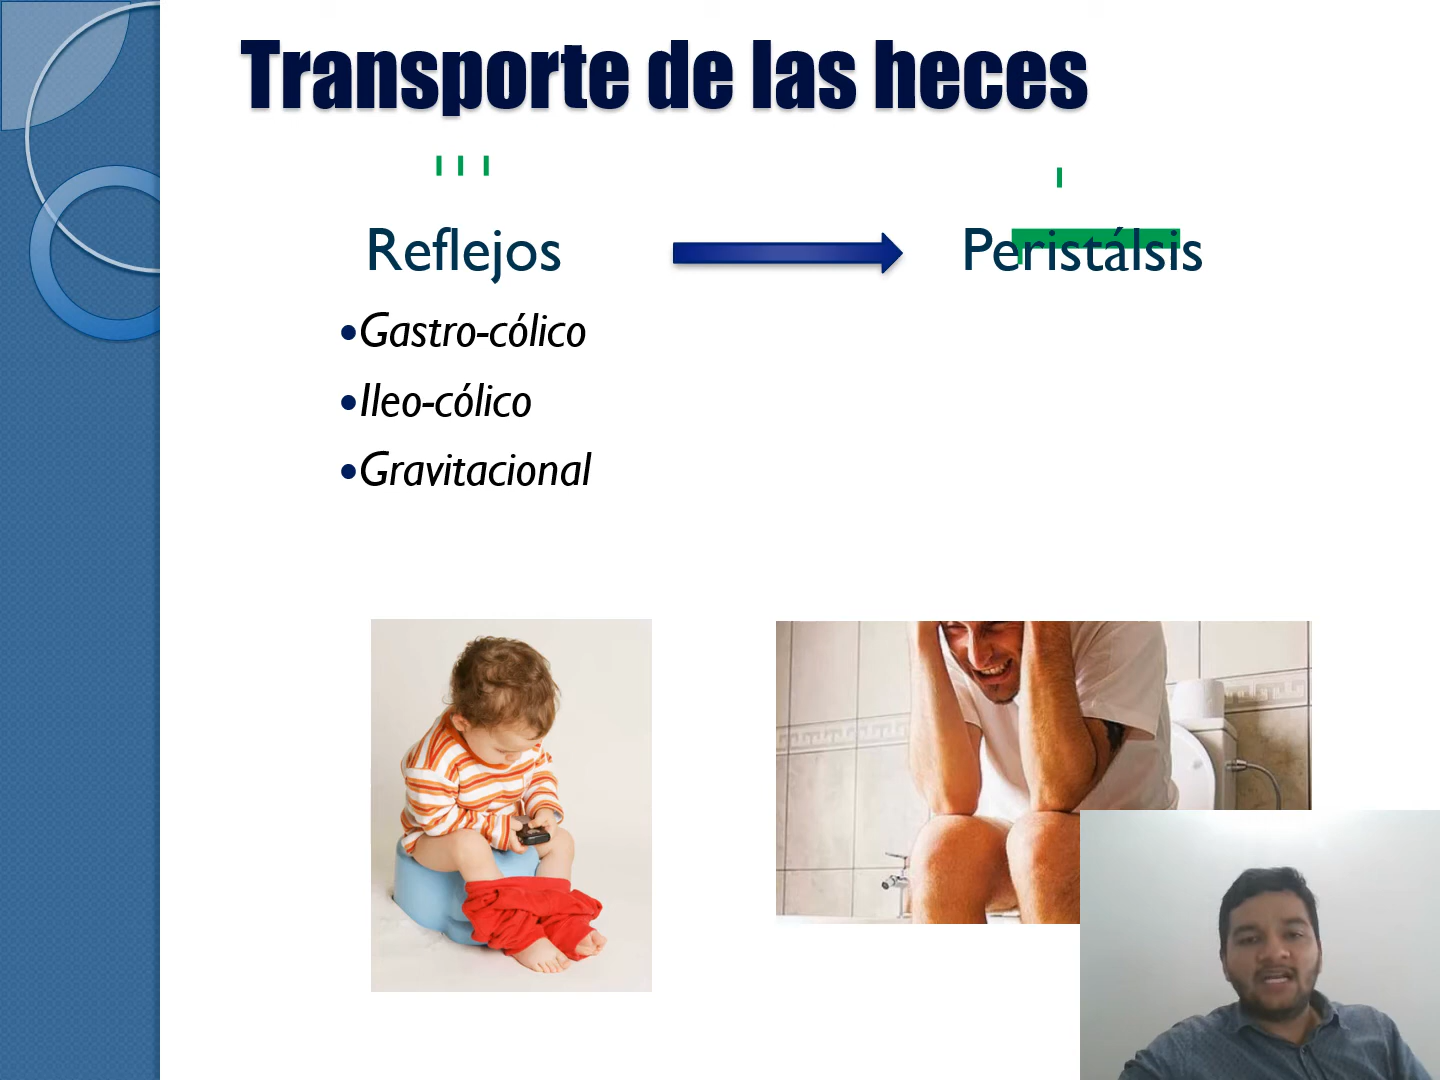 Transporte de las heces
Reflejos
Peristálsis
•Gastro-cólico
•Ileo-cólico
•Gravitacional